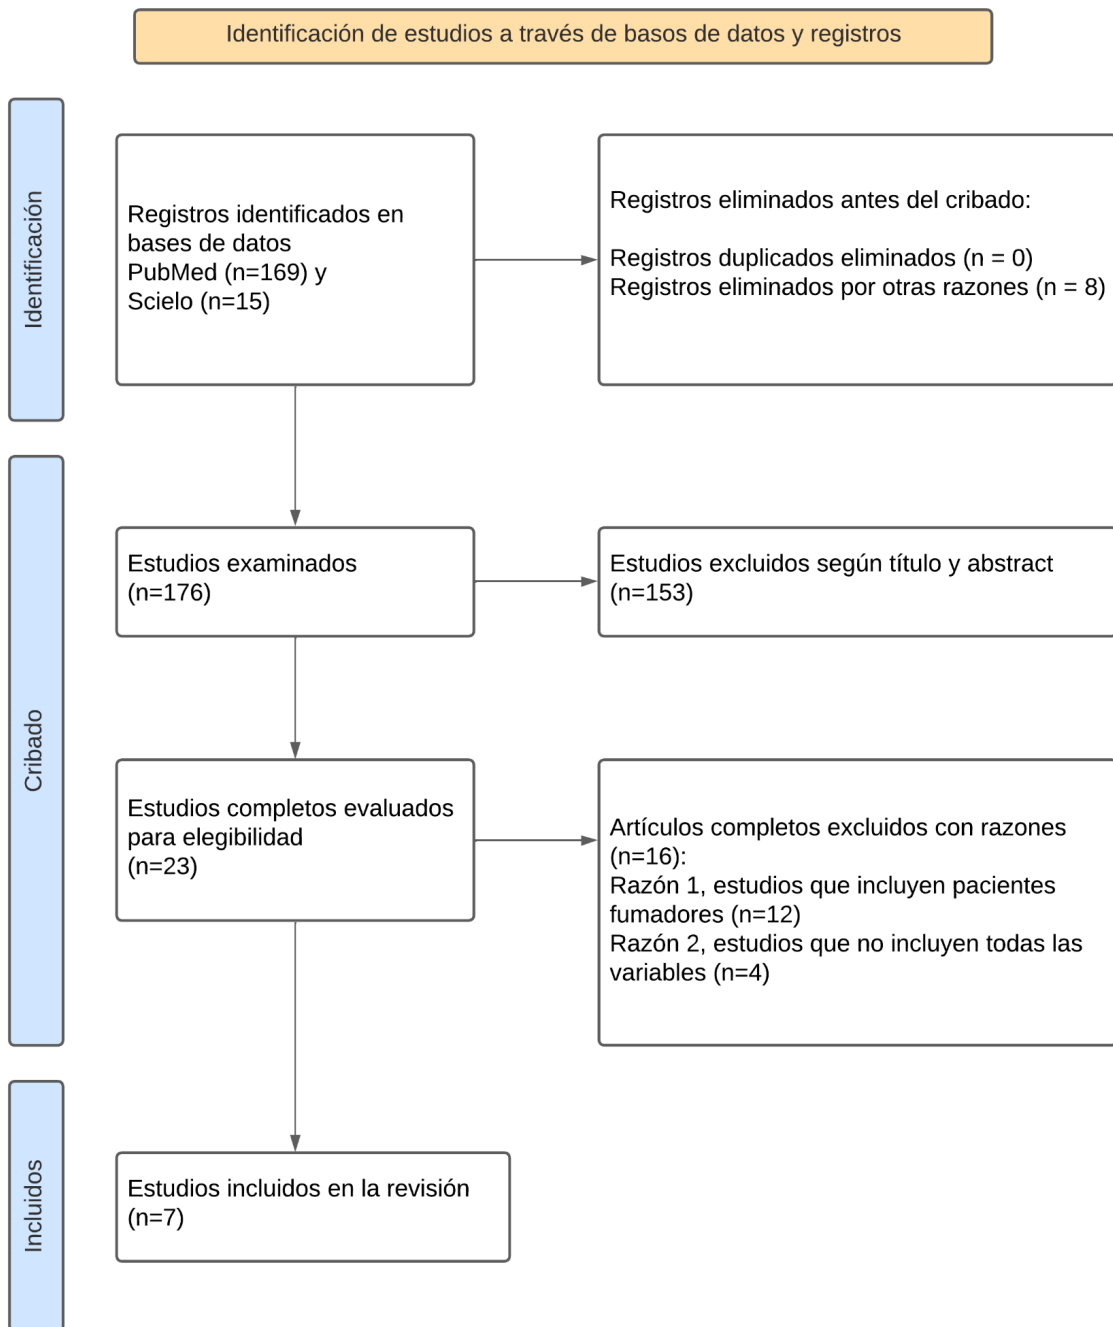 Identificación de estudios a través de basos de datos y registros
Identificación
Registros identificados en
bases de datos
PubMed (n=169) y
Scielo (n=15)
Registros eliminados antes del cribado:
Registros duplicados eliminados (n = 0)
Registros eliminados por otras razones (n = 8)
Cribado
Estudios examinados
(n=176)
Estudios excluidos según título y abstract
(n=153)
Estudios completos evaluados
para elegibilidad
(n=23)
Artículos completos excluidos con razones
(n=16):
Razón 1, estudios que incluyen pacientes
fumadores (n=12)
Razón 2, estudios que no incluyen todas las
variables (n=4)
Incluidos
Estudios incluidos en la revisión
(n=7)